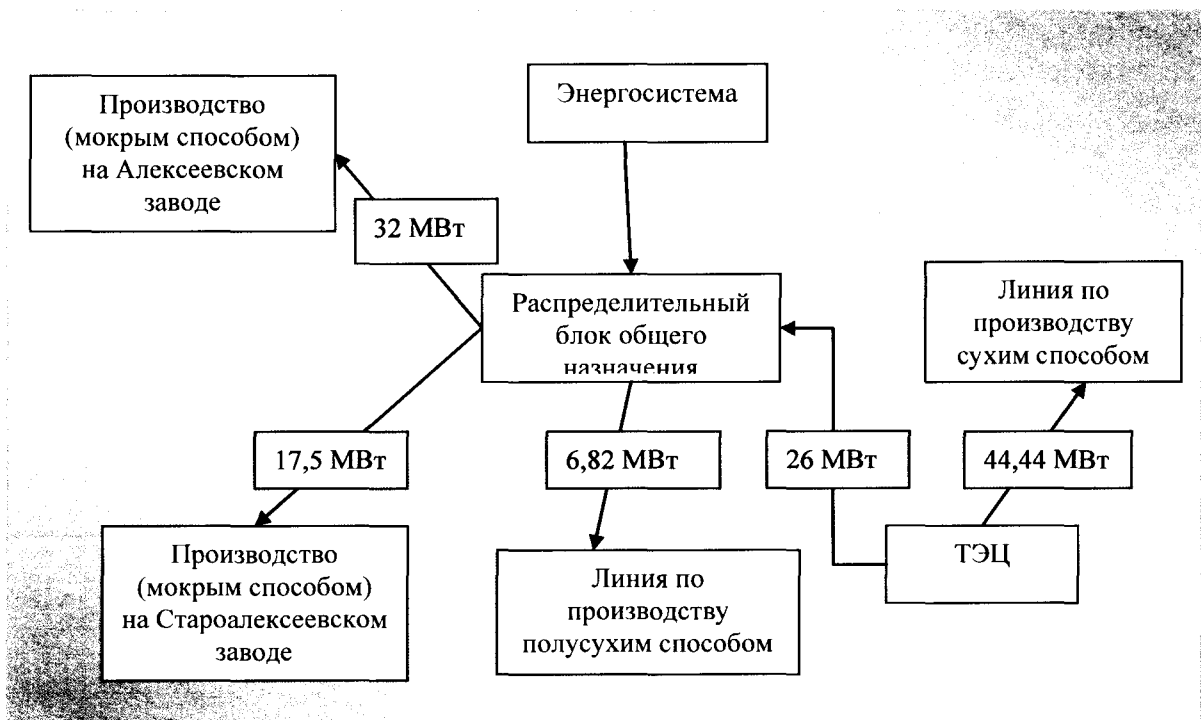 Производство
(мокрым способом)
на Алексеевском
заводе
Энергосистема
32 МВт
Распределительный
блок общего
назначения
Линия по
производству
сухим способом
17,5 МВт
6,82 МВт
26 МВт
44,44 МВт
Производство
(мокрым способом)
на Староалексеевском
заводе
Линия по
производству
полусухим способом
ТЭЦ